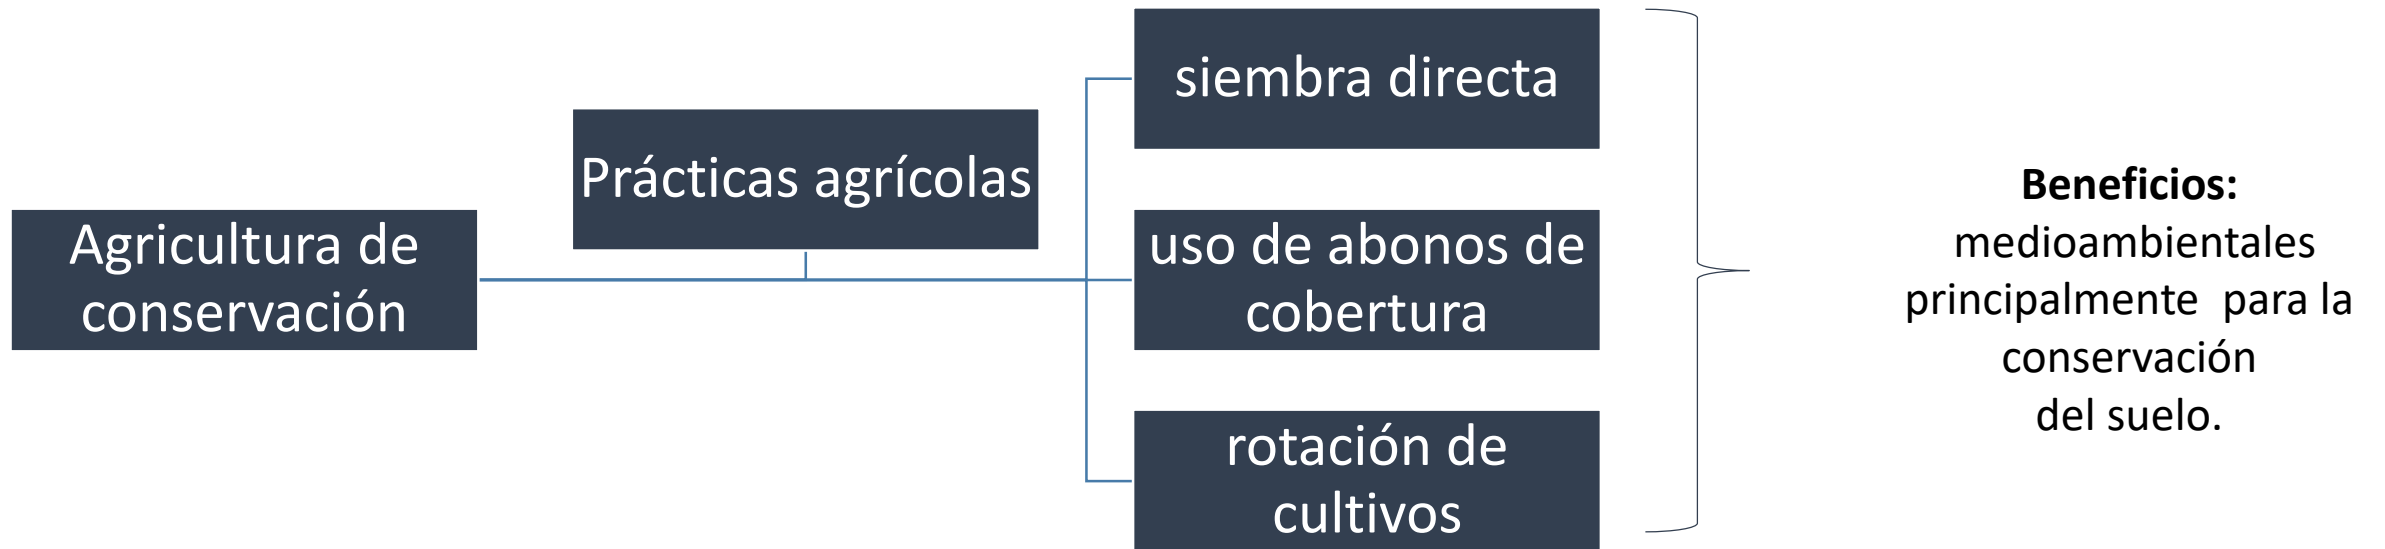 Agricultura de
conservación
Prácticas agrícolas
siembra directa
uso de abonos de
cobertura
rotación de
cultivos
Beneficios:
medioambientales
principalmente  para la
conservación
del suelo.